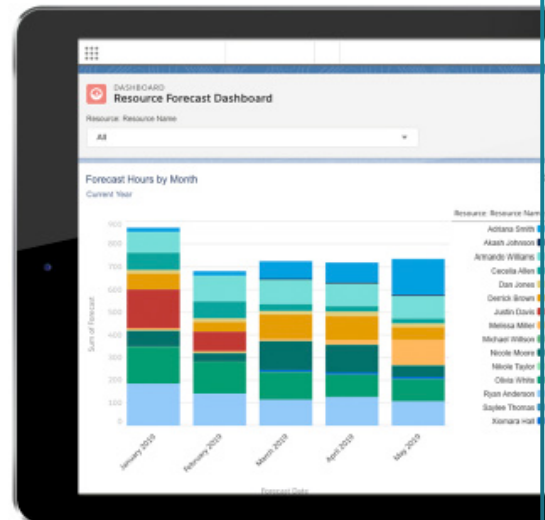 DASHBOARD
Resource Forecast Dashboard
Resource: Resource Name
All
Forecast Hours by Month
Current Year
Resource: Resource Nam
900
800
700
600
500
400
300
200
100
0
Sum of Forecast
January 2019
February 2019
March 2019
April 2019
May 2019
Forecast Date
Adriana Smith
Akash Johnson
Armando Williams
Cecelia Allen
Dan Jones
Derrick Brown
Justin Davis
Melissa Miller
Michael Willson
Nicole Moore
Nikole Taylor
Olivia White
Ryan Anderson
Saylee Thomas
Xiomara Hall